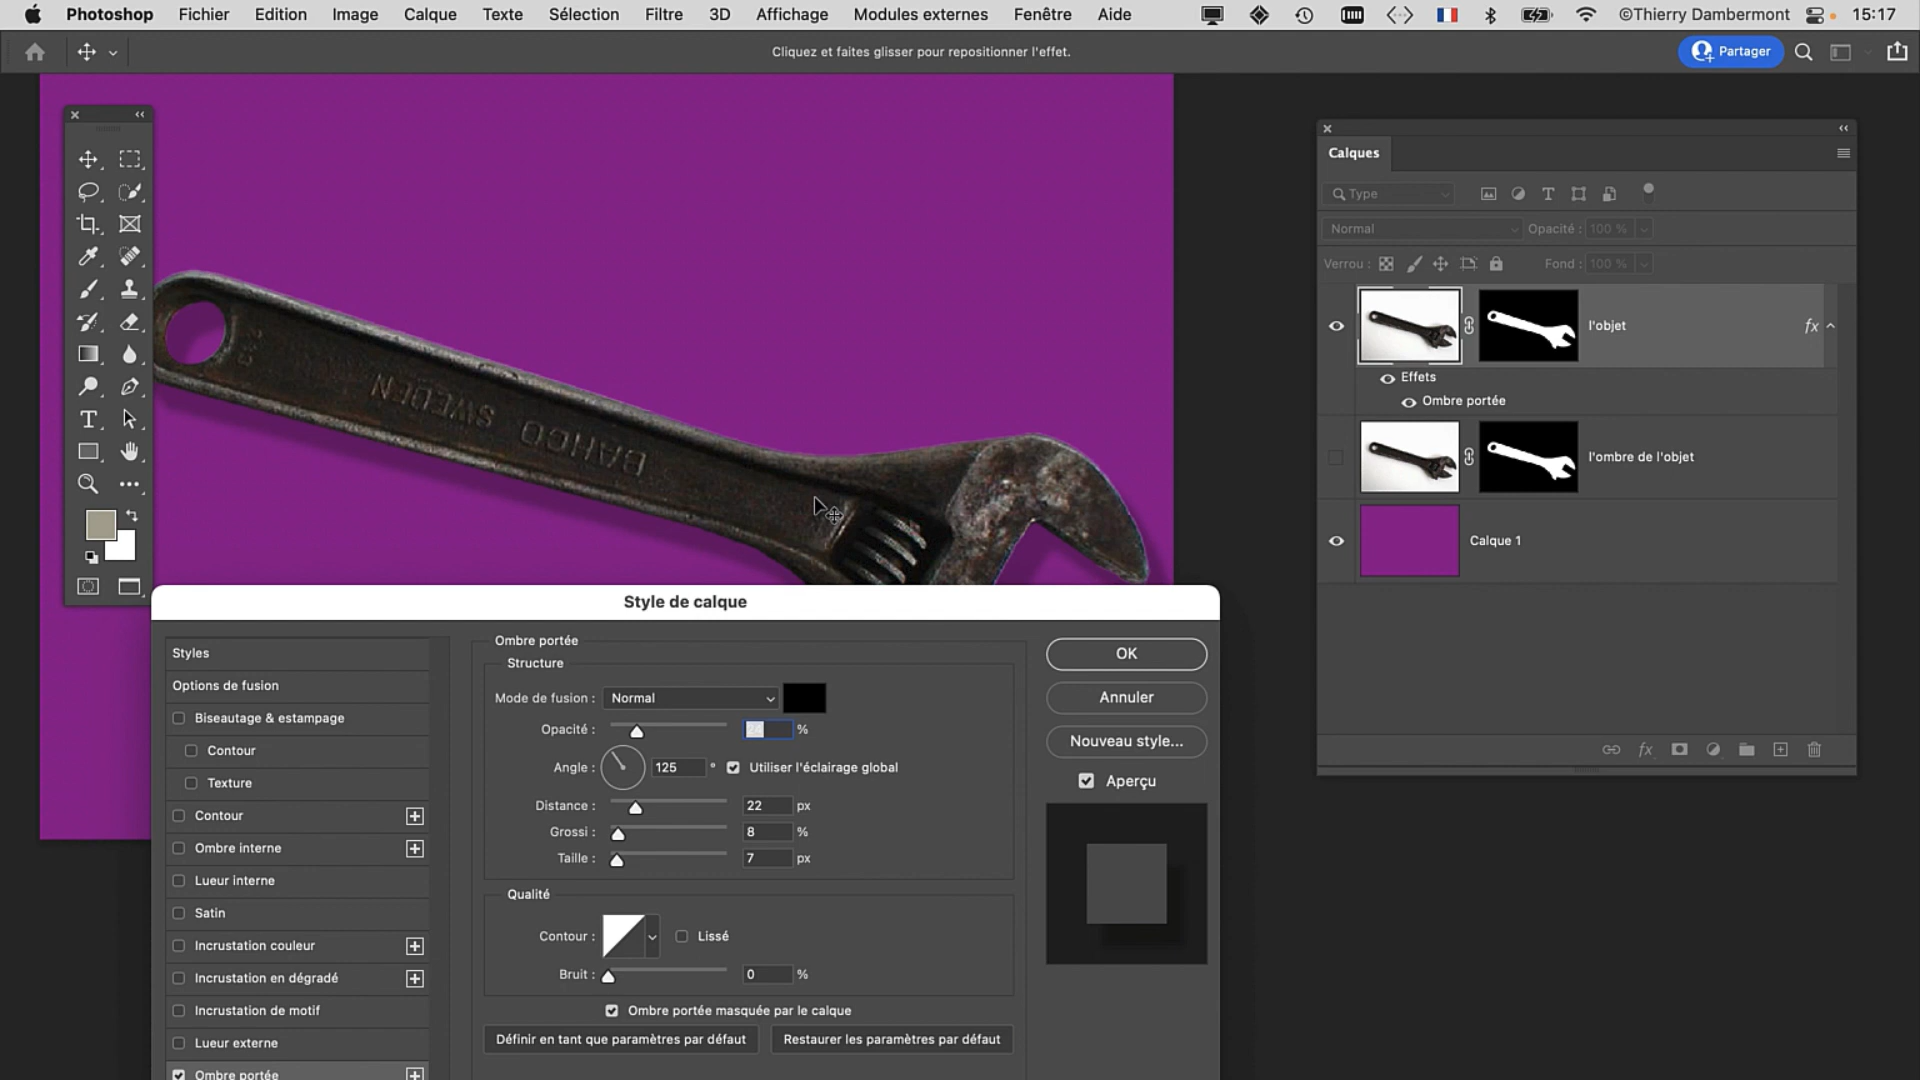 Photoshop Fichier Edition Image Calque Texte Sélection Filtre 3D Affichage Modules externes Fenêtre Aide ©Thierry Dambermont 15:17
Cliquez et faites glisser pour repositionner l'effet.
Partager
Calques
Type
Normal Opacité : 100 %
Verrou : Fond : 100 %
l'objet
fx
Effets
Ombre portée
l'ombre de l'objet
Calque 1
fx
SWEDEN
BAHCO
Style de calque
Styles
Options de fusion
Biseautage & estampage
Contour
Texture
Contour
Ombre interne
Lueur interne
Satin
Incrustation couleur
Incrustation en dégradé
Incrustation de motif
Lueur externe
Ombre portée
Ombre portée
Structure
Mode de fusion : Normal
Opacité : %
Angle : 125 ° Utiliser l'éclairage global
Distance : 22 px
Grossi : 8 %
Taille : 7 px
Qualité
Contour : Lissé
Bruit : 0 %
Ombre portée masquée par le calque
Définir en tant que paramètres par défaut Restaurer les paramètres par défaut
OK
Annuler
Nouveau style...
Aperçu